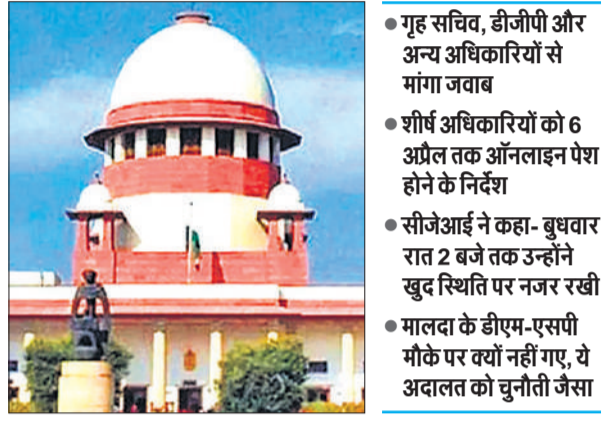 • गृह सचिव, डीजीपी और
अन्य अधिकारियों से
मांगा जवाब
• शीर्ष अधिकारियों को 6
अप्रैल तक ऑनलाइन पेश
होने के निर्देश
• सीजेआई ने कहा- बुधवार
रात 2 बजे तक उन्होंने
खुद स्थिति पर नजर रखी
• मालदा के डीएम-एसपी
मौके पर क्यों नहीं गए, ये
अदालत को चुनौती जैसा